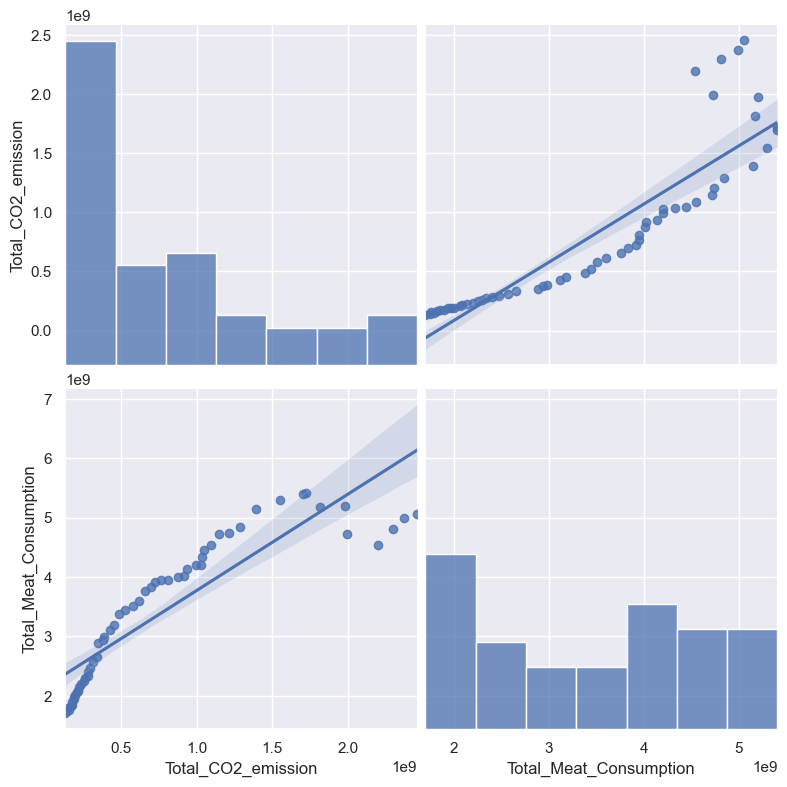 1e9
2.5
2.0
1.5
1.0
0.5
0.0
Total_CO2_emission
1e9
7
6
5
4
3
2
Total_Meat_Consumption
0.5 1.0 1.5 2.0
1e9
Total_CO2_emission
2 3 4 5
1e9
Total_Meat_Consumption